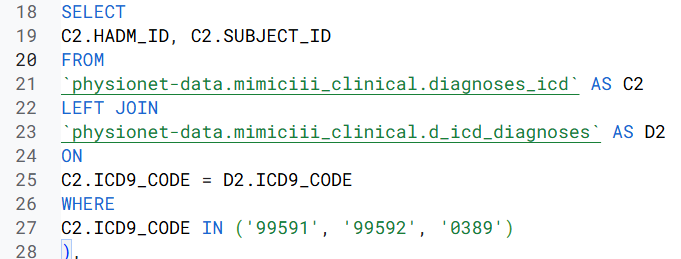 18 SELECT
19 C2.HADM_ID, C2.SUBJECT_ID
20 FROM
21 `physionet-data.mimiciii_clinical.diagnoses_icd` AS C2
22 LEFT JOIN
23 `physionet-data.mimiciii_clinical.d_icd_diagnoses` AS D2
24 ON
25 C2.ICD9_CODE = D2.ICD9_CODE
26 WHERE
27 C2.ICD9_CODE IN ('99591', '99592', '0389')
28 ),